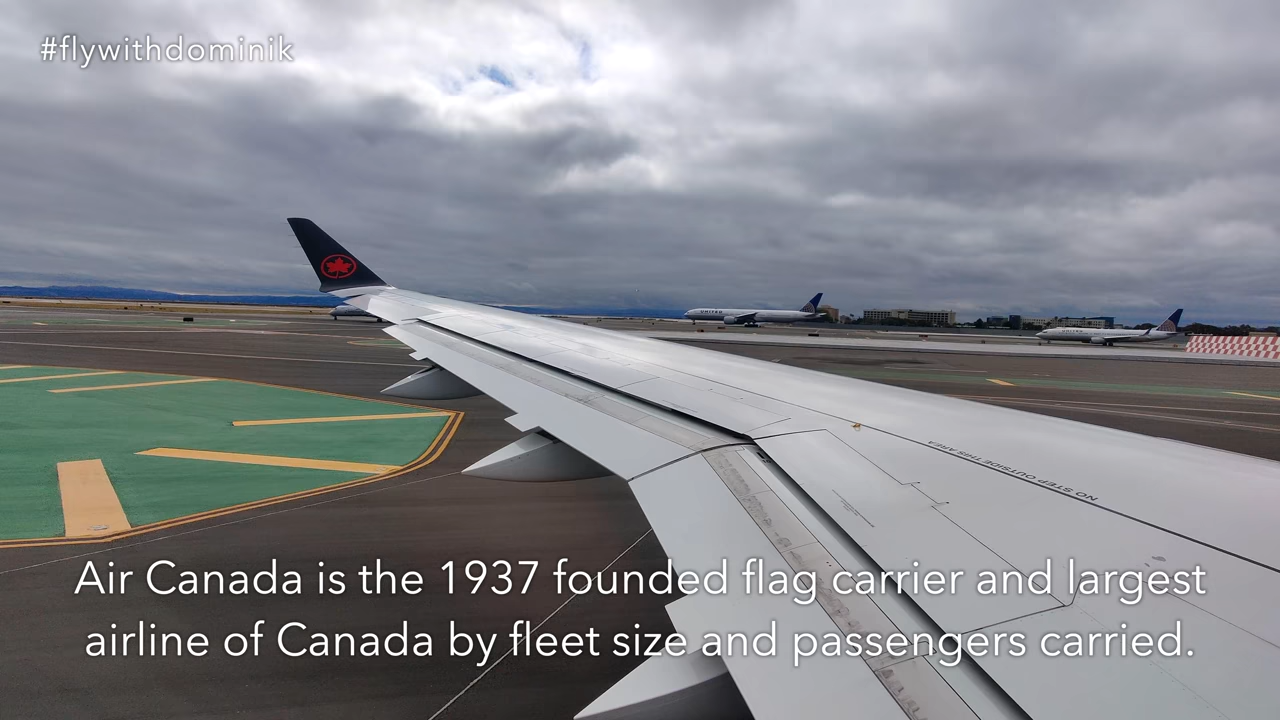 #flywithdominik
UNITED
NO STEP OUTSIDE THIS AREA
Air Canada is the 1937 founded flag carrier and largest
airline of Canada by fleet size and passengers carried.